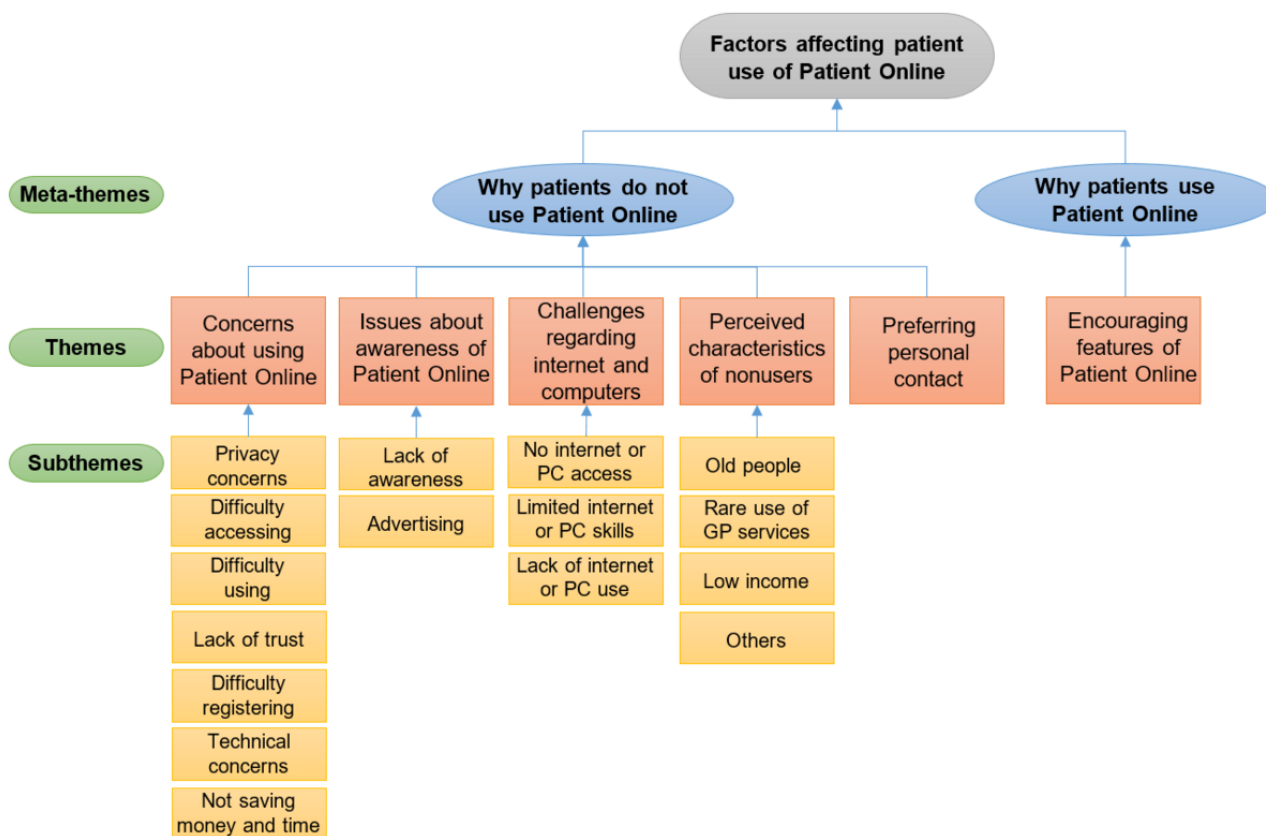 Factors affecting patient
use of Patient Online
Meta-themes
Why patients do not
use Patient Online
Why patients use
Patient Online
Themes
Concerns
about using
Patient Online
Issues about
awareness of
Patient Online
Challenges
regarding
internet and
computers
Perceived
characteristics
of nonusers
Preferring
personal
contact
Encouraging
features of
Patient Online
Subthemes
Privacy
concerns
Difficulty
accessing
Difficulty
using
Lack of trust
Difficulty
registering
Technical
concerns
Not saving
money and time
Lack of
awareness
Advertising
No internet or
PC access
Limited internet
or PC skills
Lack of internet
or PC use
Old people
Rare use of
GP services
Low income
Others